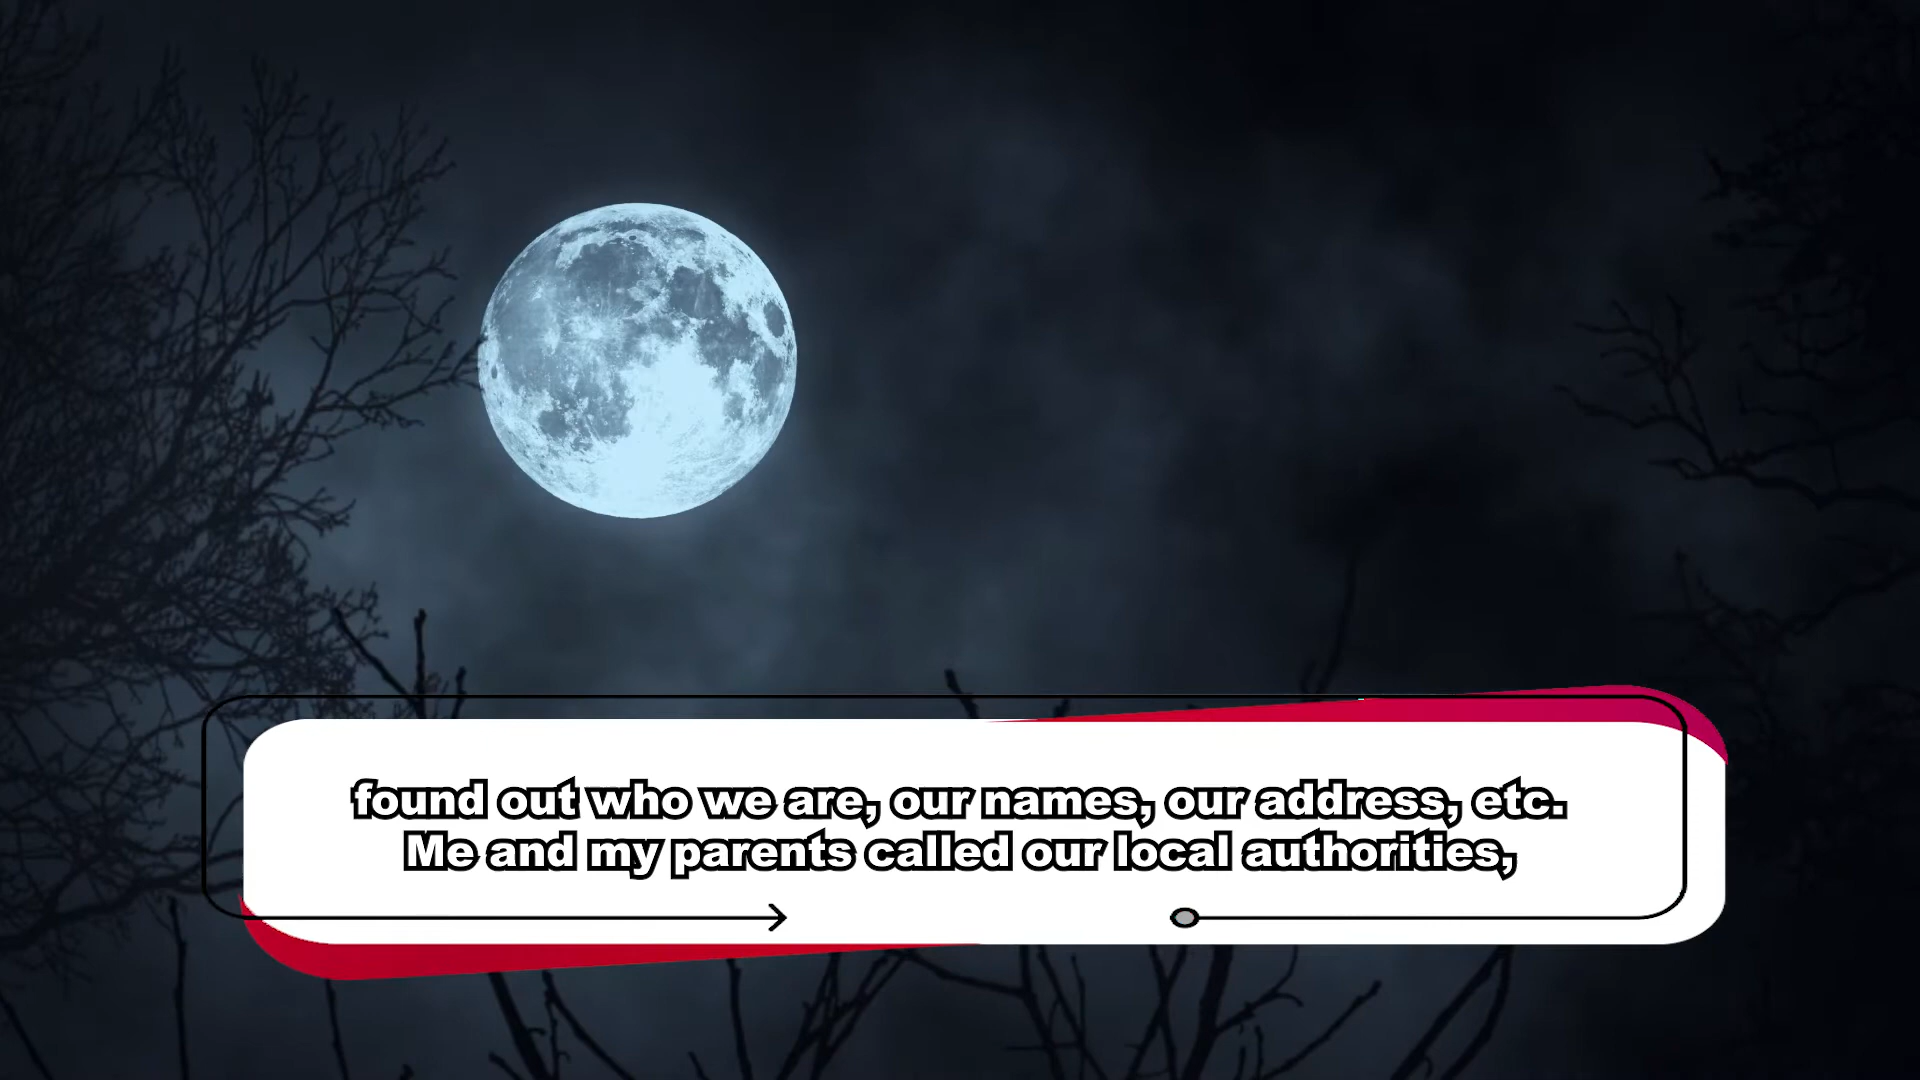 found out who we are, our names, our address, etc.
Me and my parents called our local authorities,